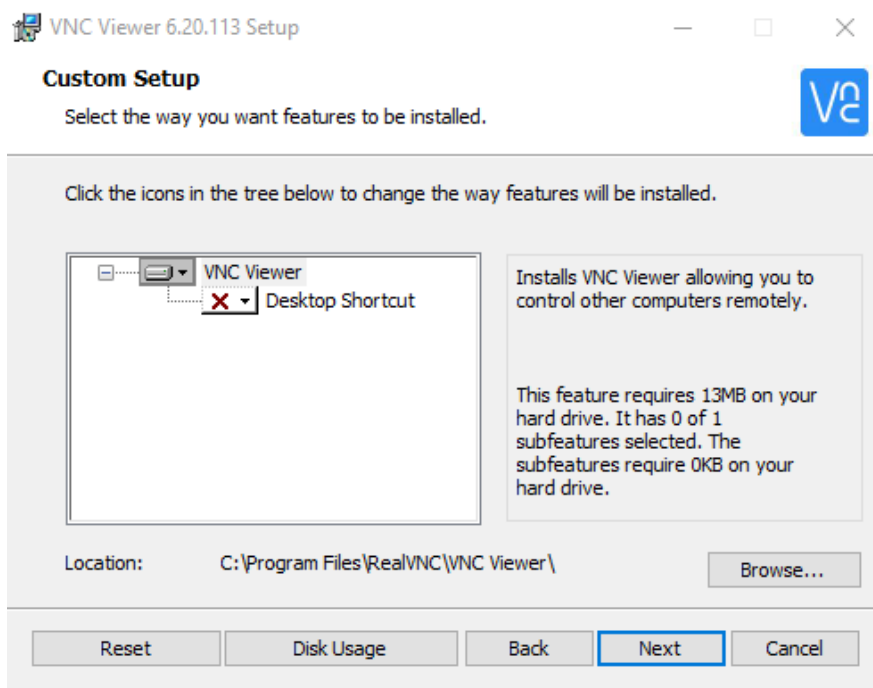 VNC Viewer 6.20.113 Setup
Custom Setup
Select the way you want features to be installed.
VNC
Click the icons in the tree below to change the way features will be installed.
VNC Viewer
Desktop Shortcut
Installs VNC Viewer allowing you to
control other computers remotely.
This feature requires 13MB on your
hard drive. It has 0 of 1
subfeatures selected. The
subfeatures require 0KB on your
hard drive.
Location: C:\Program Files\RealVNC\VNC Viewer\
Browse...
Reset Disk Usage Back Next Cancel